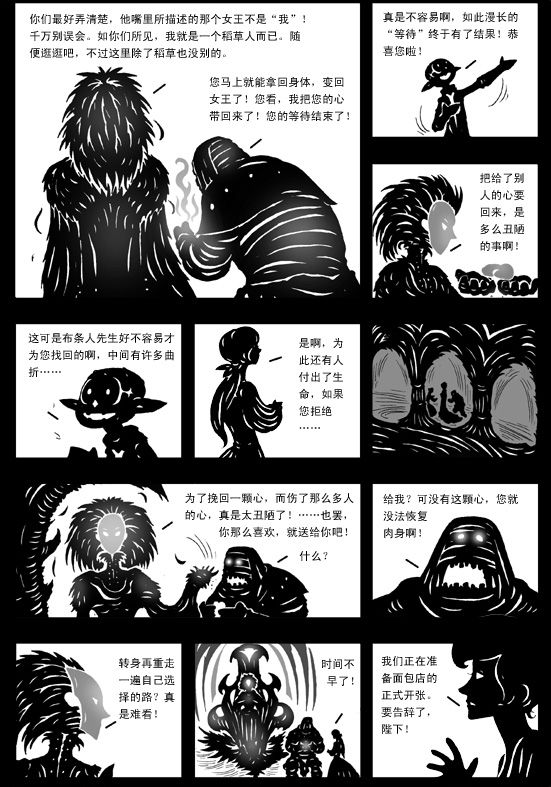 你们最好弄清楚，他嘴里所描述的那个女王不是“我”！
千万别误会。如你们所见，我就是一个稻草人而已。随
便逛逛吧，不过这里除了稻草也没别的。
您马上就能拿回身体，变回
女王了！您看，我把您的心
带回来了！您的等待结束了！
真是不容易啊，如此漫长的
“等待”终于有了结果！恭
喜您啦！
把给了别
人的心要
回来，是
多么丑陋
的事啊！
这可是布条人先生好不容易才
为您找回的啊，中间有许多曲
折……
是啊，为
此还有人
付出了生
命，如果
您拒绝
……
为了挽回一颗心，而伤了那么多人
的心，真是太丑陋了！……也罢，
你那么喜欢，就送给你吧！
什么？
给我？可没有这颗心，您就
没法恢复
肉身啊！
转身再重走
一遍自己选
择的路？真
是难看！
时间不
早了！
我们正在准
备面包店的
正式开张。
要告辞了，
陛下！